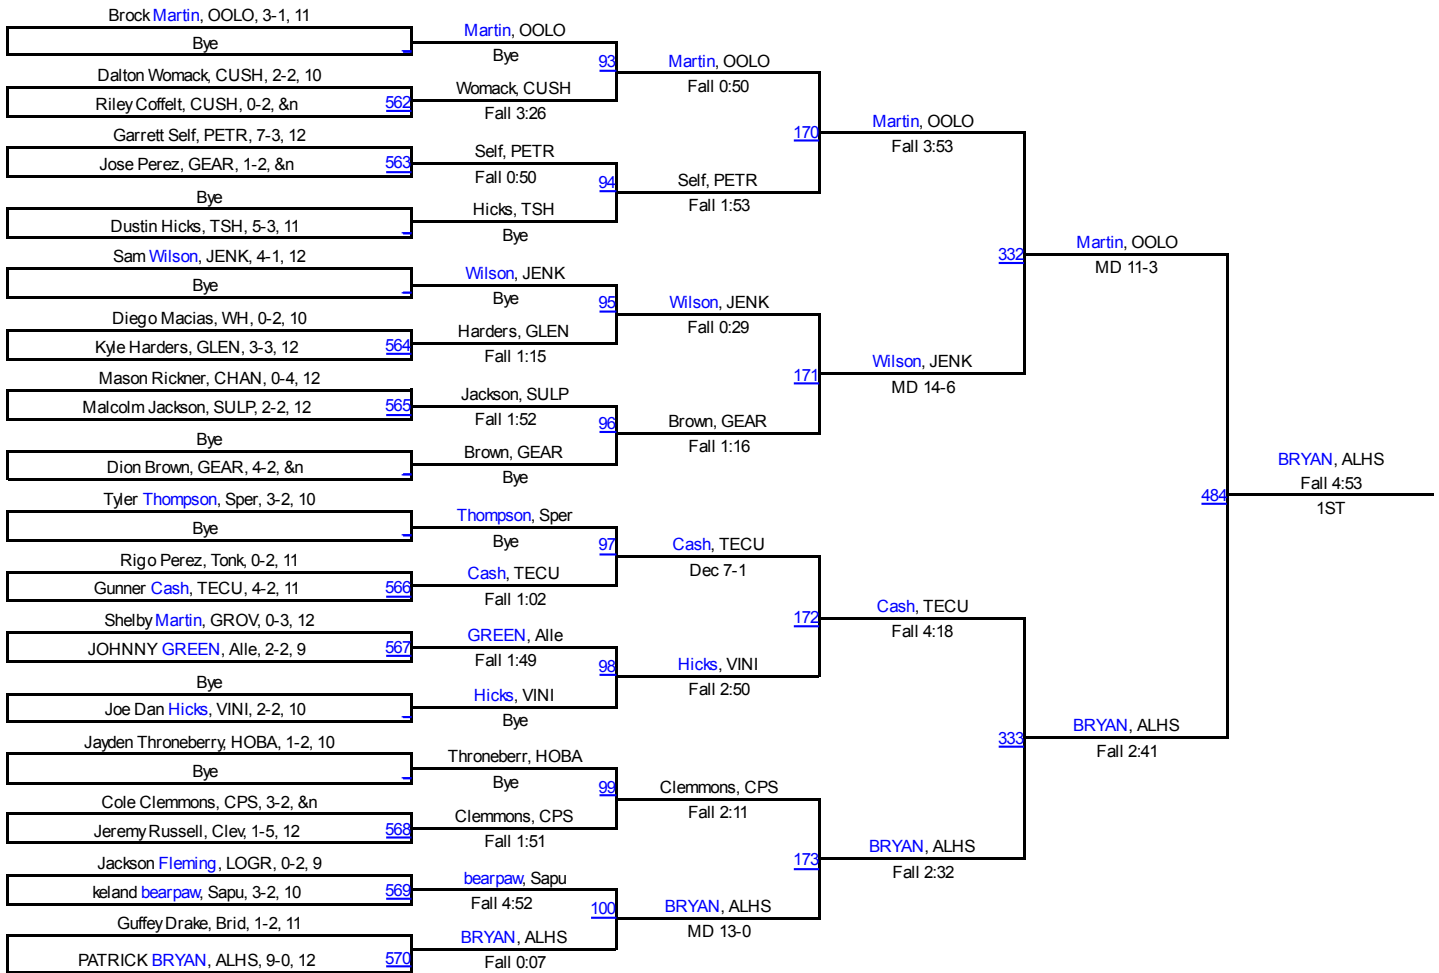 Brock Martin, OOLO, 3-1, 11
Bye
Dalton Womack, CUSH, 2-2, 10
Riley Coffelt, CUSH, 0-2, &n
562
Garrett Self, PETR, 7-3, 12
Jose Perez, GEAR, 1-2, &n
563
Bye
Dustin Hicks, TSH, 5-3, 11
Sam Wilson, JENK, 4-1, 12
Bye
Diego Macias, WH, 0-2, 10
Kyle Harders, GLEN, 3-3, 12
564
Mason Rickner, CHAN, 0-4, 12
Malcolm Jackson, SULP, 2-2, 12
565
Bye
Dion Brown, GEAR, 4-2, &n
Tyler Thompson, Sper, 3-2, 10
Bye
Rigo Perez, Tonk, 0-2, 11
Gunner Cash, TECU, 4-2, 11
566
Shelby Martin, GROV, 0-3, 12
JOHNNY GREEN, Alle, 2-2, 9
567
Bye
Joe Dan Hicks, VINI, 2-2, 10
Jayden Throneberry, HOBA, 1-2, 10
Bye
Cole Clemmons, CPS, 3-2, &n
Jeremy Russell, Clev, 1-5, 12
568
Jackson Fleming, LOGR, 0-2, 9
keland bearpaw, Sapu, 3-2, 10
569
Guffey Drake, Brid, 1-2, 11
PATRICK BRYAN, ALHS, 9-0, 12
570
Martin, OOLO
Bye
93
Womack, CUSH
Fall 3:26
Self, PETR
Fall 0:50
94
Hicks, TSH
Bye
Wilson, JENK
Bye
95
Harders, GLEN
Fall 1:15
Jackson, SULP
Fall 1:52
96
Brown, GEAR
Bye
Thompson, Sper
Bye
97
Cash, TECU
Fall 1:02
GREEN, Alle
Fall 1:49
98
Hicks, VINI
Bye
Throneberr, HOBA
Bye
99
Clemmons, CPS
Fall 1:51
bearpaw, Sapu
Fall 4:52
100
BRYAN, ALHS
Fall 0:07
Martin, OOLO
Fall 0:50
170
Self, PETR
Fall 1:53
Wilson, JENK
Fall 0:29
171
Brown, GEAR
Fall 1:16
Cash, TECU
Dec 7-1
172
Hicks, VINI
Fall 2:50
Clemmons, CPS
Fall 2:11
173
BRYAN, ALHS
MD 13-0
Martin, OOLO
Fall 3:53
332
Wilson, JENK
MD 14-6
Cash, TECU
Fall 4:18
333
BRYAN, ALHS
Fall 2:32
Martin, OOLO
MD 11-3
484
BRYAN, ALHS
Fall 2:41
BRYAN, ALHS
Fall 4:53
1ST